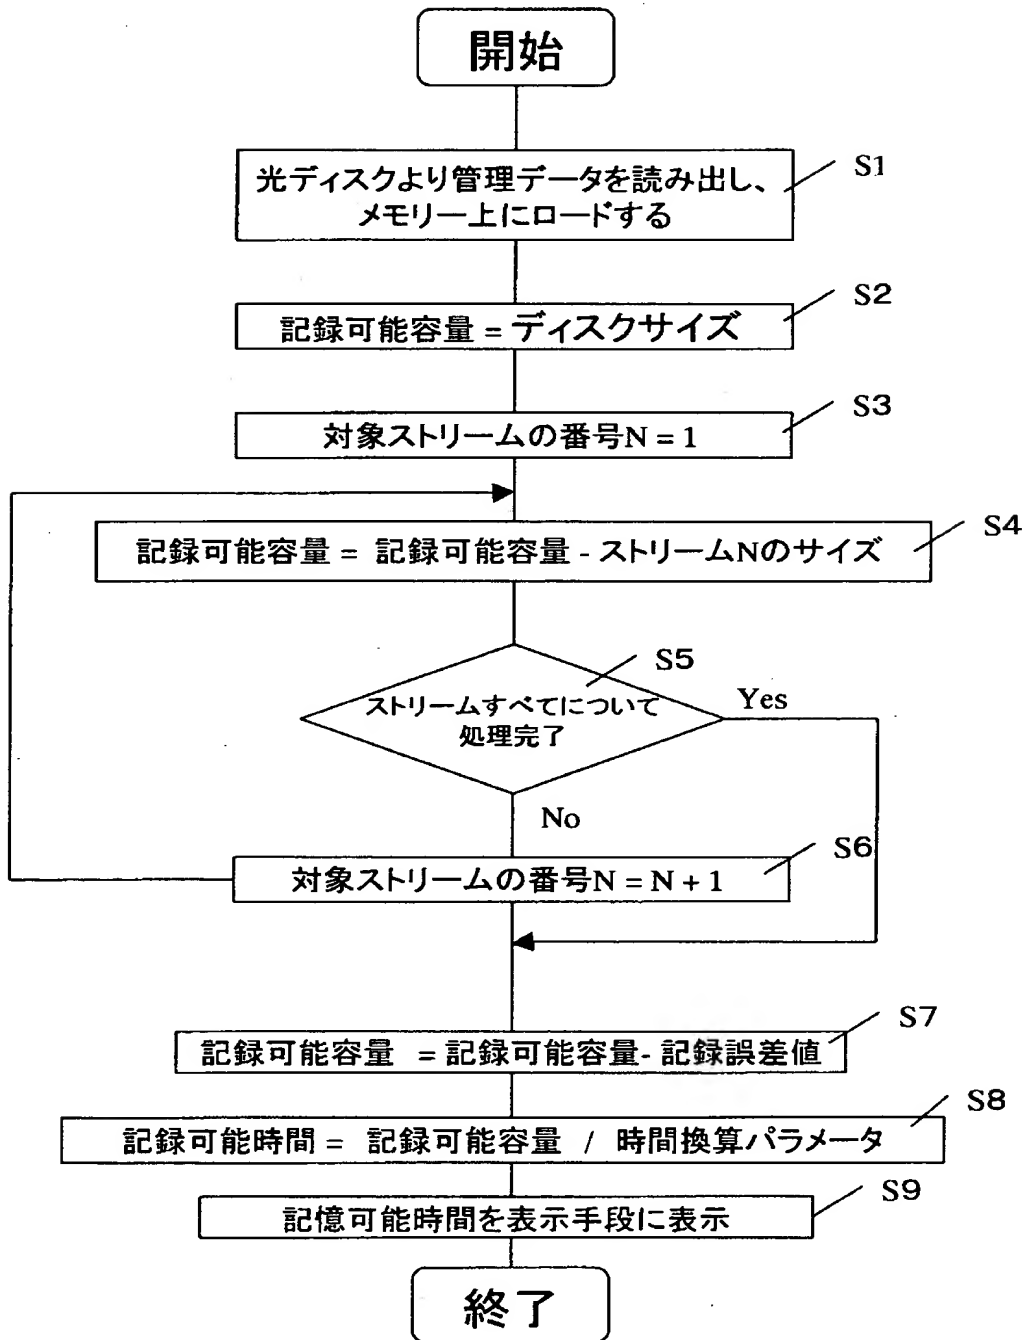 開始
光ディスクより管理データを読み出し、
メモリー上にロードする
S1
記録可能容量 = ディスクサイズ
S2
対象ストリームの番号N = 1
S3
記録可能容量 = 記録可能容量 - ストリームNのサイズ
S4
ストリームすべてについて
処理完了
S5
Yes
No
対象ストリームの番号N = N + 1
S6
記録可能容量 = 記録可能容量- 記録誤差値
S7
記録可能時間 = 記録可能容量 / 時間換算パラメータ
S8
記憶可能時間を表示手段に表示
S9
終了